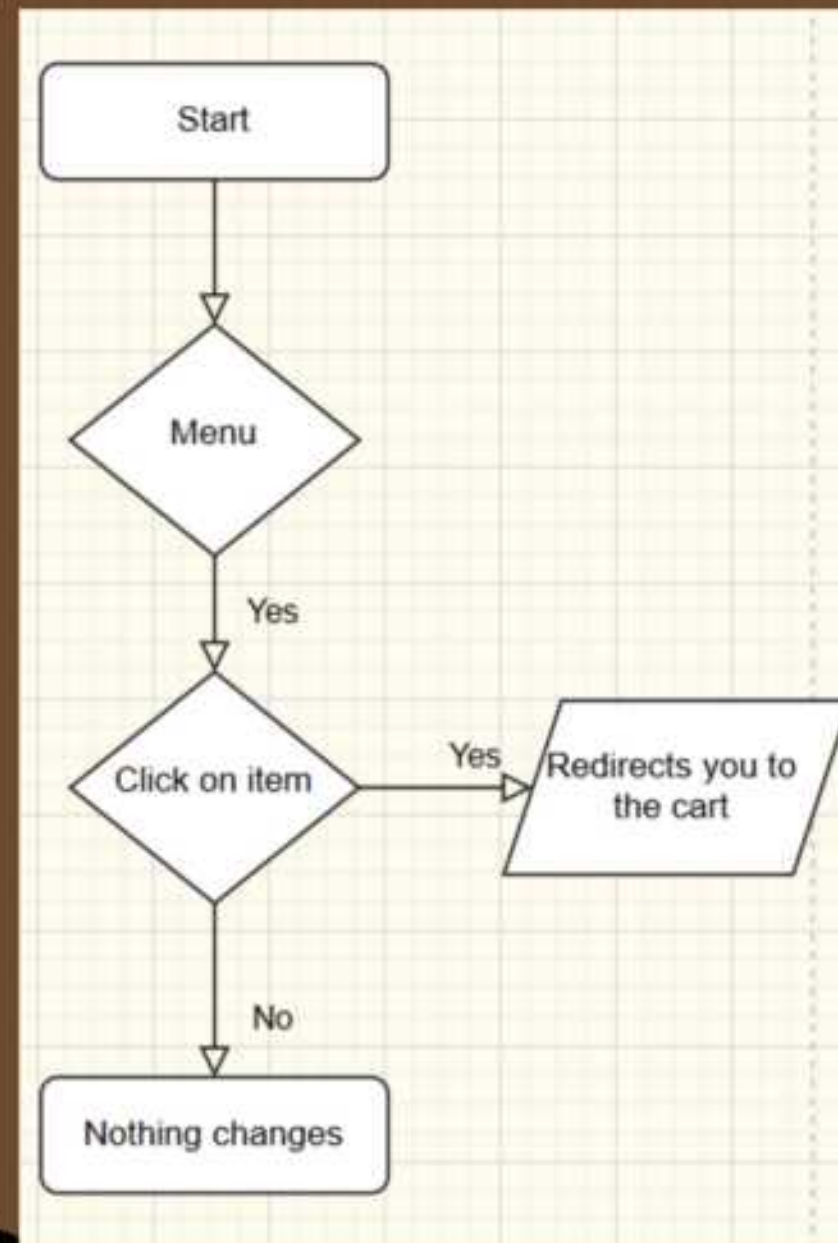 Start
Menu
Yes
Click on item
Yes
Redirects you to
the cart
No
Nothing changes